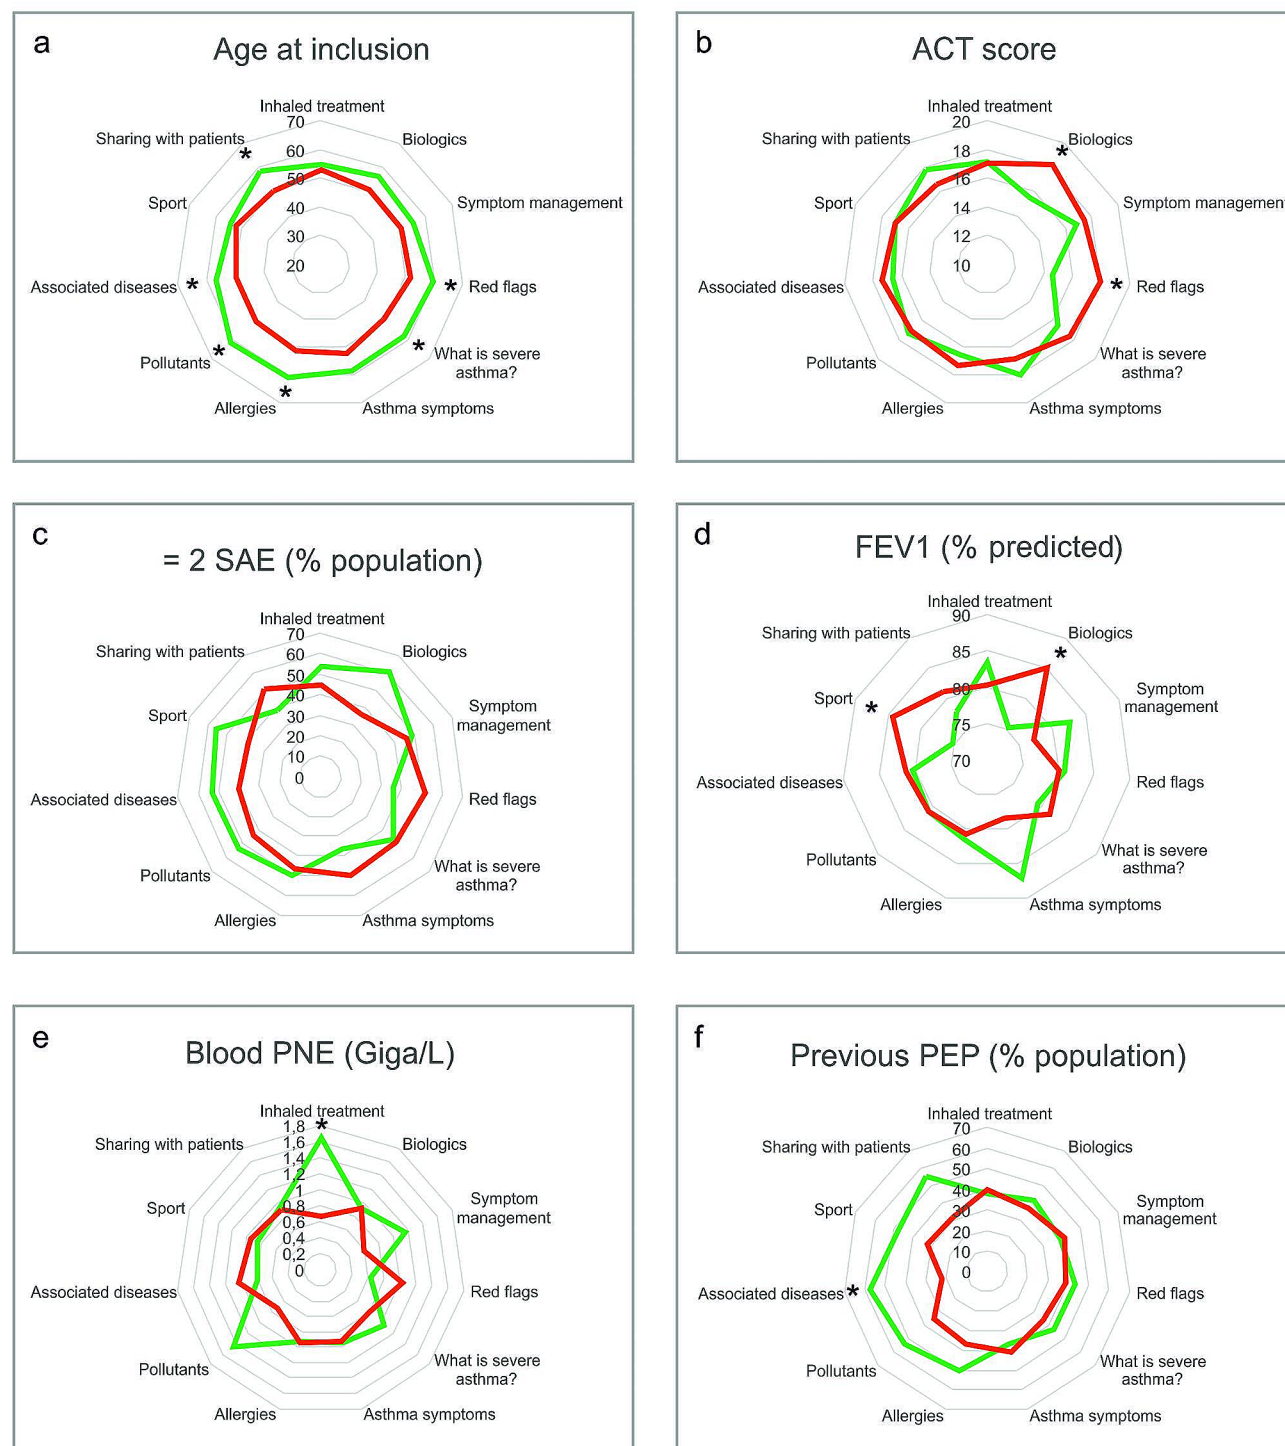 a
Age at inclusion
Inhaled treatment
70
Sharing with patients
*
Biologics
60
50
Sport
40
Symptom management
30
20
Associated diseases
*
*
Red flags
*
*
What is severe
asthma?
Pollutants
*
Allergies
Asthma symptoms
b
ACT score
Inhaled treatment
20
Sharing with patients
*
Biologics
18
16
Sport
14
Symptom management
12
10
Associated diseases
*
Red flags
What is severe
asthma?
Pollutants
Allergies
Asthma symptoms
c
= 2 SAE (% population)
Inhaled treatment
70
Sharing with patients
60
Biologics
50
40
Sport
30
Symptom
management
20
10
0
Associated diseases
Red flags
What is severe
asthma?
Pollutants
Allergies
Asthma symptoms
d
FEV1 (% predicted)
Inhaled treatment
90
Sharing with patients
Biologics
*
85
80
Sport
*
Symptom
management
75
70
Associated diseases
Red flags
What is severe
asthma?
Pollutants
Allergies
Asthma symptoms
e
Blood PNE (Giga/L)
Inhaled treatment
*
1,8
Sharing with patients
1,6
Biologics
1,4
1,2
1
Sport
0,8
Symptom
management
0,6
0,4
0,2
0
Associated diseases
Red flags
What is severe
asthma?
Pollutants
Allergies
Asthma symptoms
f
Previous PEP (% population)
Inhaled treatment
70
Sharing with patients
60
Biologics
50
40
Sport
30
Symptom
management
20
10
0
Associated diseases
*
Red flags
What is severe
asthma?
Pollutants
Allergies
Asthma symptoms